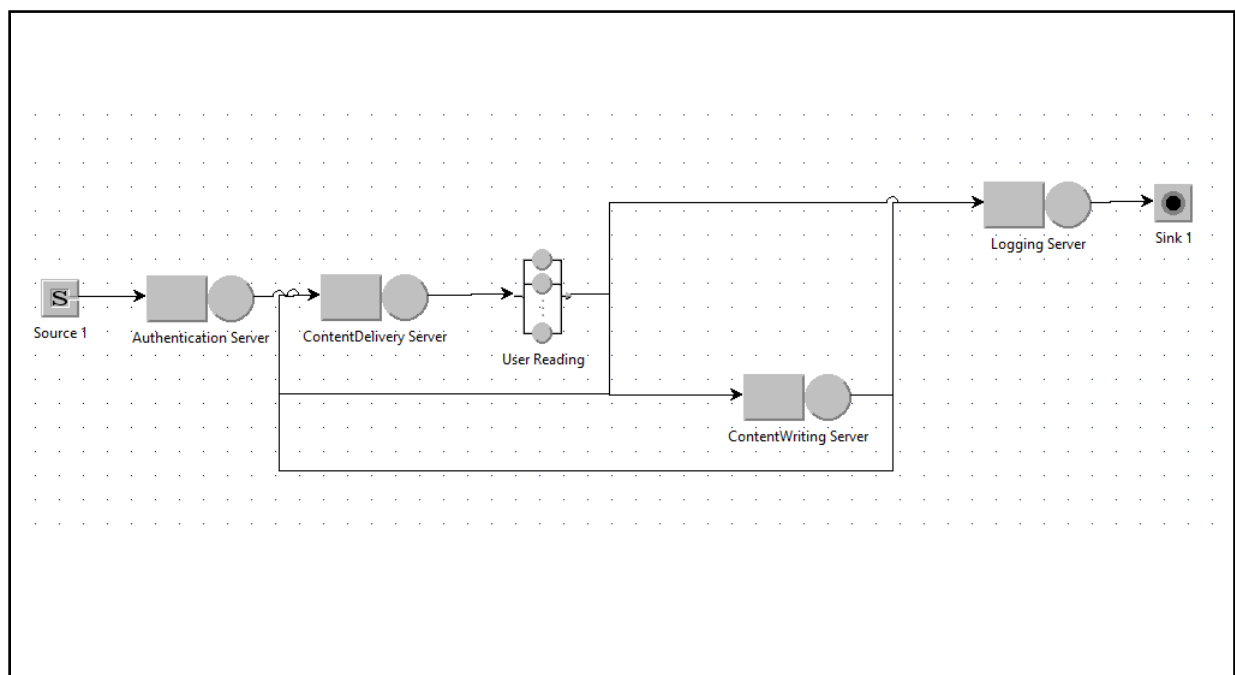 S
Source 1
Authentication Server
ContentDelivery Server
User Reading
ContentWriting Server
Logging Server
Sink 1